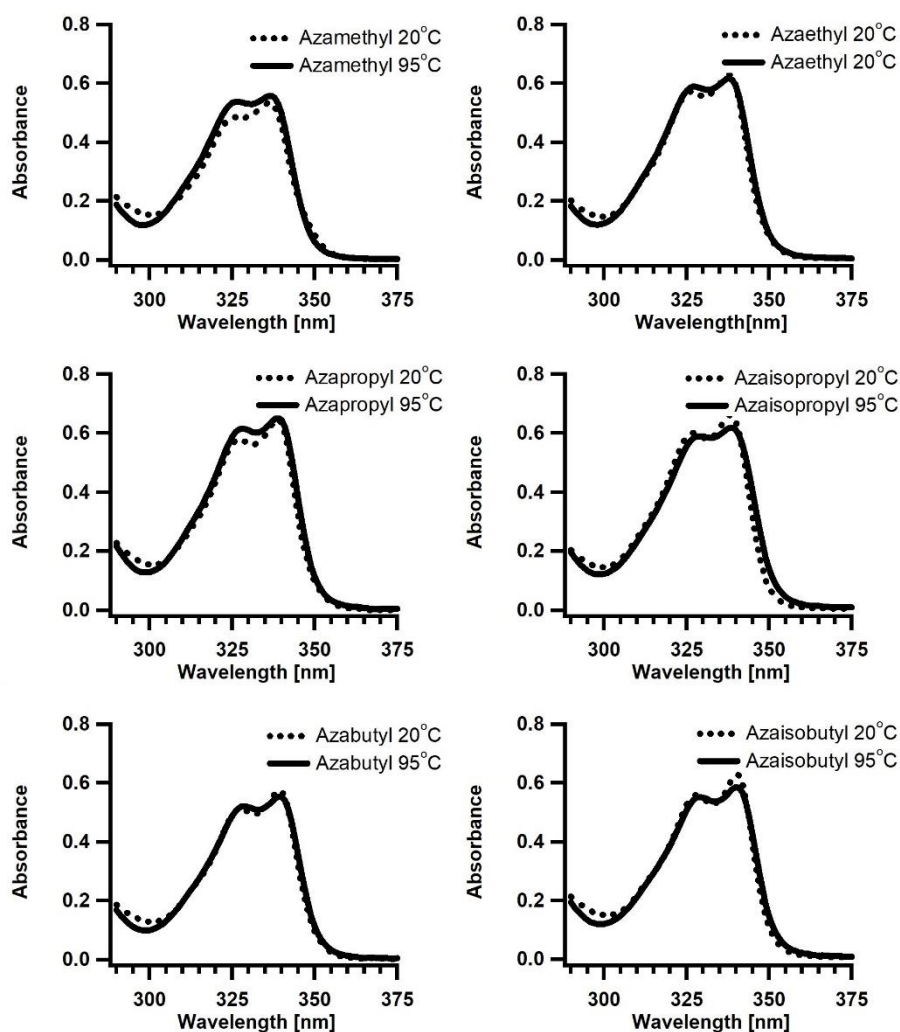 0.8
0.6
0.4
0.2
0.0
Absorbance
Azamethyl 20°C
Azamethyl 95°C
300 325 350 375
Wavelength [nm]
0.8
0.6
0.4
0.2
0.0
Absorbance
Azaethyl 20°C
Azaethyl 20°C
300 325 350 375
Wavelength[nm]
0.8
0.6
0.4
0.2
0.0
Absorbance
Azapropyl 20°C
Azapropyl 95°C
300 325 350 375
Wavelength [nm]
0.8
0.6
0.4
0.2
0.0
Absorbance
Azaisopropyl 20°C
Azaisopropyl 95°C
300 325 350 375
Wavelength [nm]
0.8
0.6
0.4
0.2
0.0
Absorbance
Azabutyl 20°C
Azabutyl 95°C
300 325 350 375
Wavelength [nm]
0.8
0.6
0.4
0.2
0.0
Absorbance
Azaisobutyl 20°C
Azaisobutyl 95°C
300 325 350 375
Wavelength [nm]